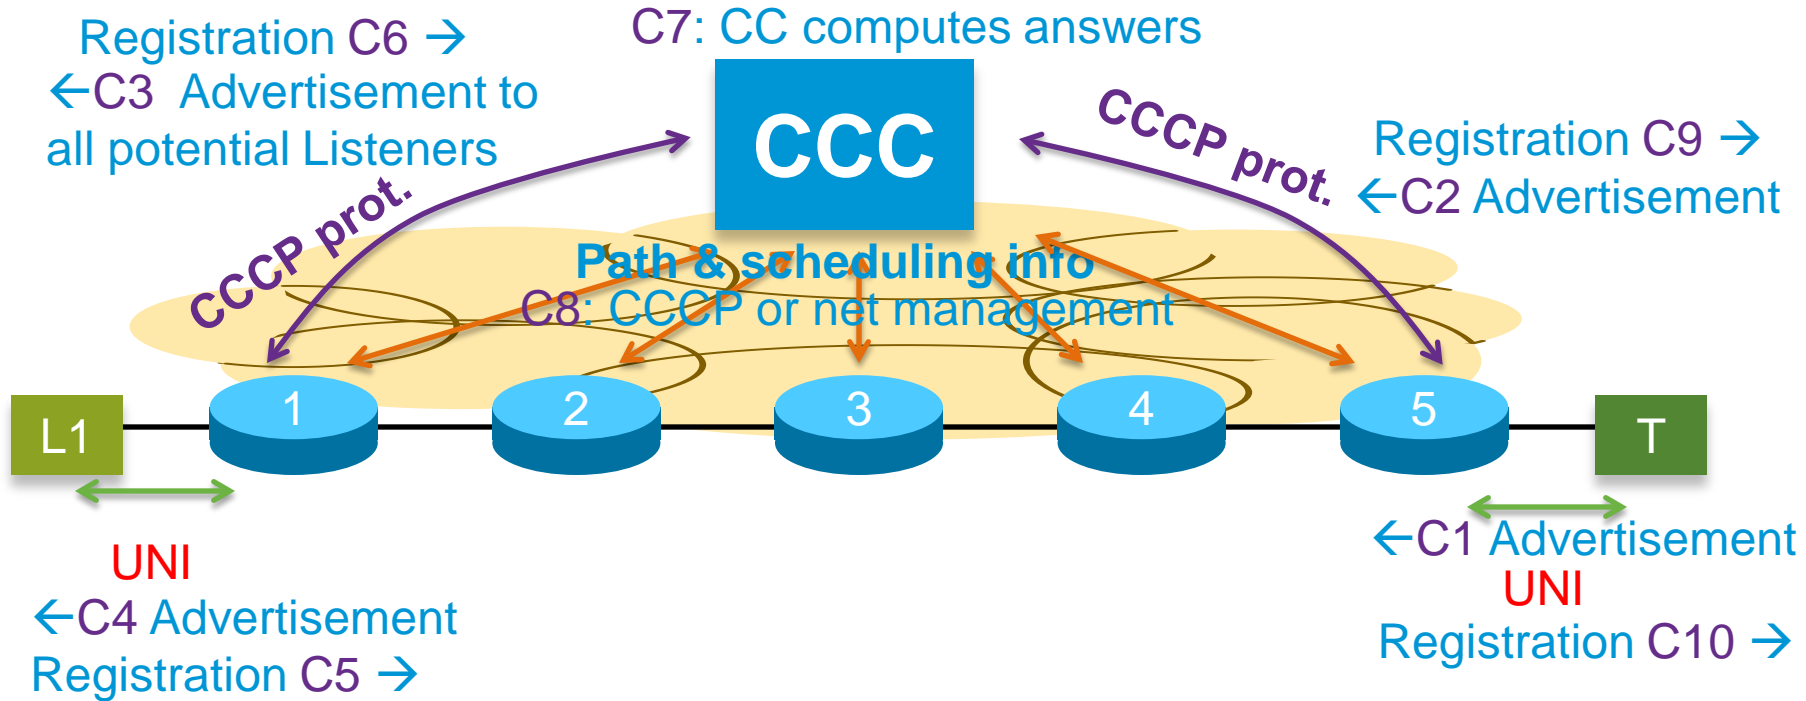 Registration C6 →
←C3 Advertisement to
all potential Listeners
C7: CC computes answers
CCC
CCCP prot.
CCCP prot.
Registration C9 →
←C2 Advertisement
Path & scheduling info
C8: CCCP or net management
L1
1
2
3
4
5
T
UNI
←C4 Advertisement
Registration C5 →
←C1 Advertisement
UNI
Registration C10 →